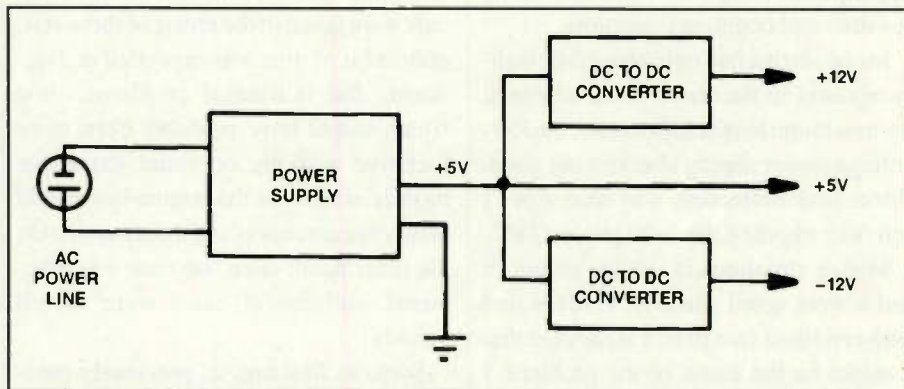 DC TO DC
CONVERTER
+12V
POWER
SUPPLY
+5V
+5V
AC
POWER
LINE
DC TO DC
CONVERTER
−12V